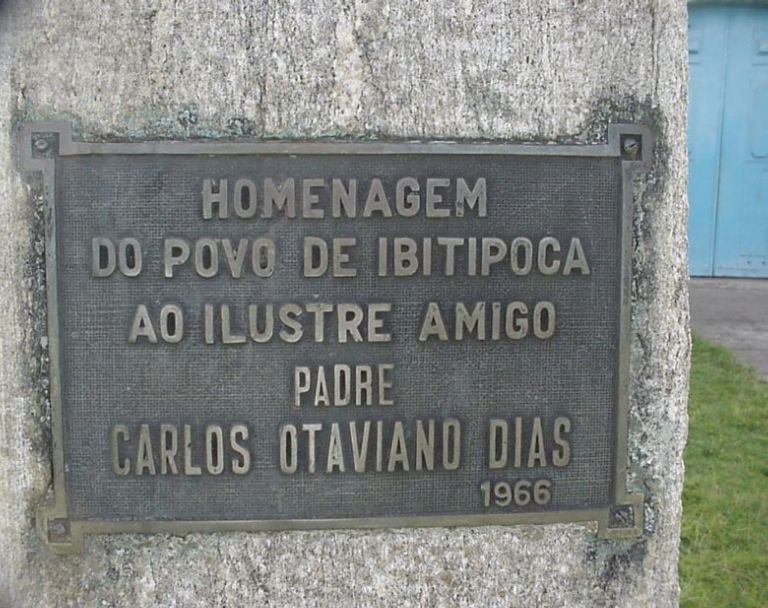 HOMENAGEM
DO POVO DE IBITIPOCA
AO ILUSTRE AMIGO
PADRE
CARLOS OTAVIANO DIAS
1966